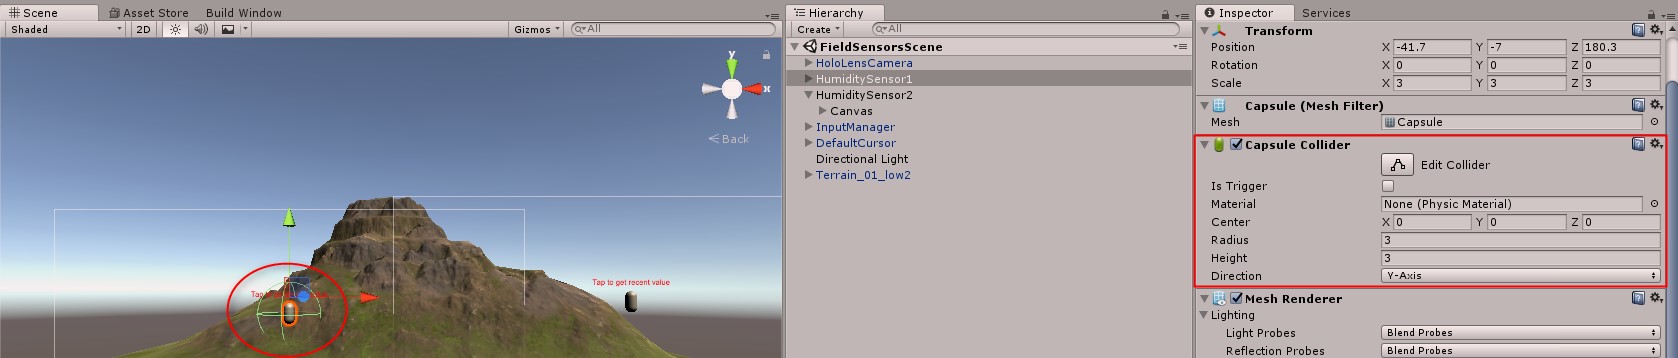 Scene Asset Store Build Window
Shaded 2D Gizmos All
y
x
Back
Tap to get recent value
Hierarchy
Create All
FieldSensorsScene
HoloLensCamera
HumiditySensor1
HumiditySensor2
Canvas
InputManager
DefaultCursor
Directional Light
Terrain_01_low2
Inspector Services
Transform
Position X -41.7 Y -7 Z 180.3
Rotation X 0 Y 0 Z 0
Scale X 3 Y 3 Z 3
Capsule (Mesh Filter)
Mesh Capsule
Capsule Collider
Edit Collider
Is Trigger
Material None (Physic Material)
Center X 0 Y 0 Z 0
Radius 3
Height 3
Direction Y-Axis
Mesh Renderer
Lighting
Light Probes Blend Probes
Reflection Probes Blend Probes